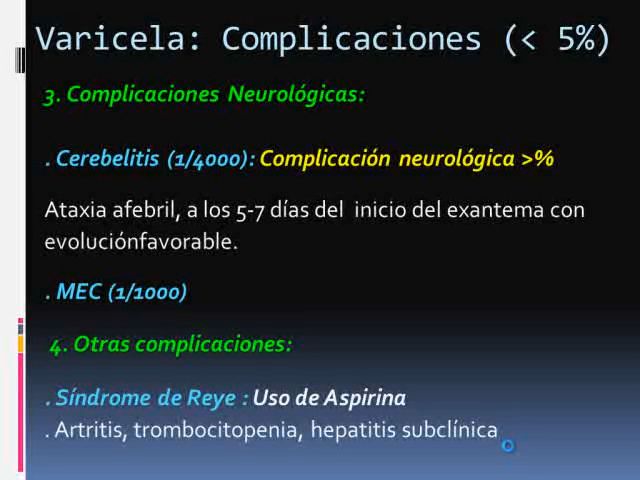 Varicela: Complicaciones (< 5%)
3. Complicaciones Neurológicas:
. Cerebelitis (1/4000): Complicación neurológica >%
Ataxia afebril, a los 5-7 días del inicio del exantema con
evoluciónfavorable.
. MEC (1/1000)
4. Otras complicaciones:
. Síndrome de Reye : Uso de Aspirina
. Artritis, trombocitopenia, hepatitis subclínica